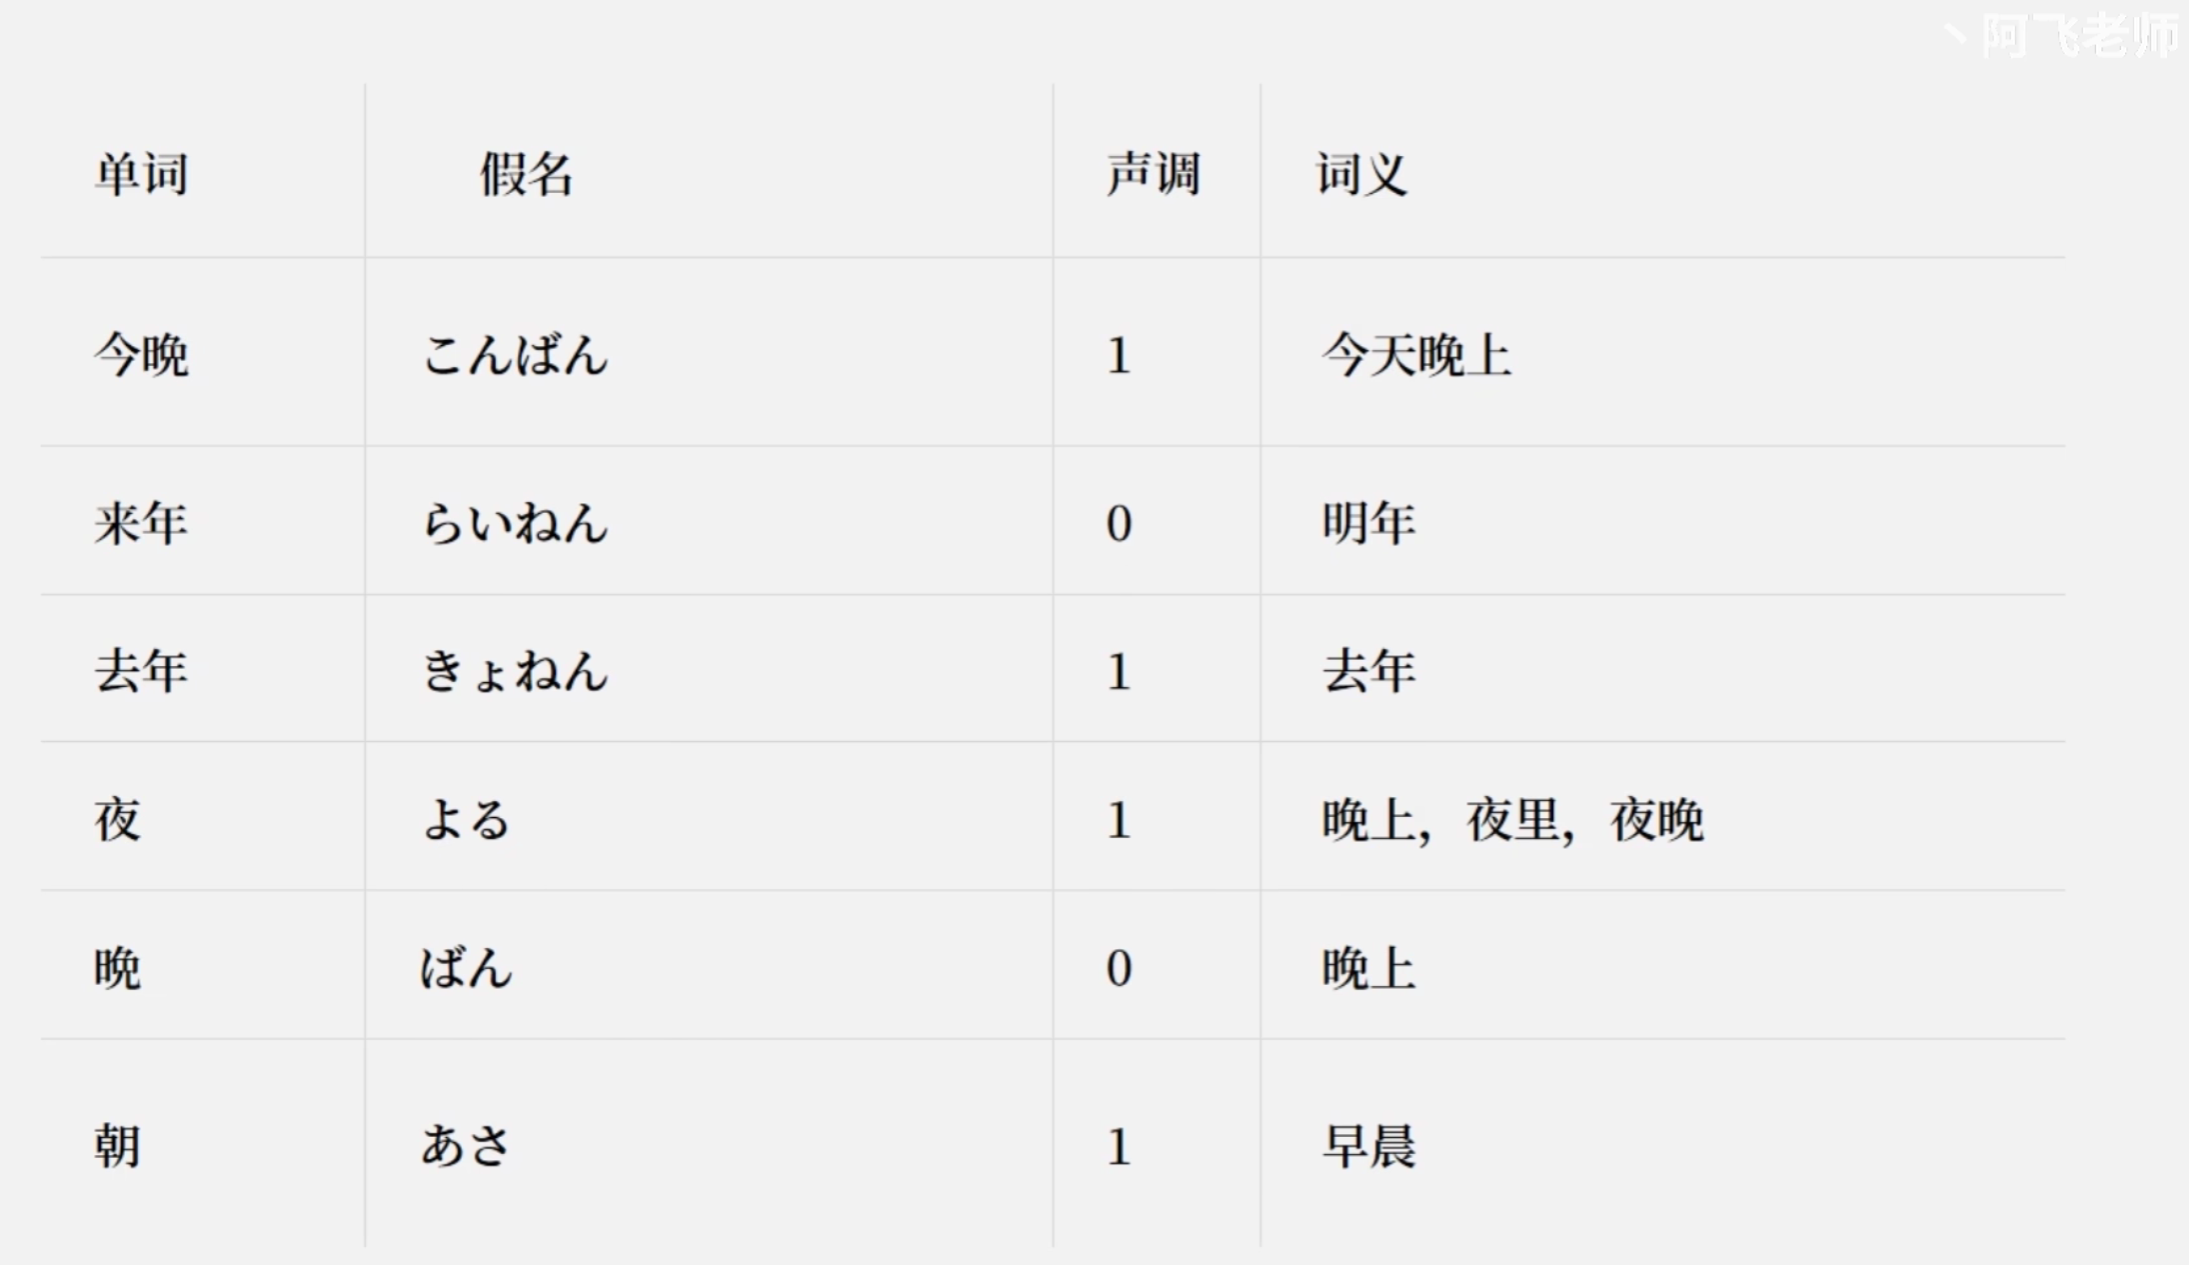 丶阿飞老师
单词 假名 声调 词义
今晚 こんばん 1 今天晚上
来年 らいねん 0 明年
去年 きょねん 1 去年
夜 よる 1 晚上，夜里，夜晚
晩 ばん 0 晚上
朝 あさ 1 早晨